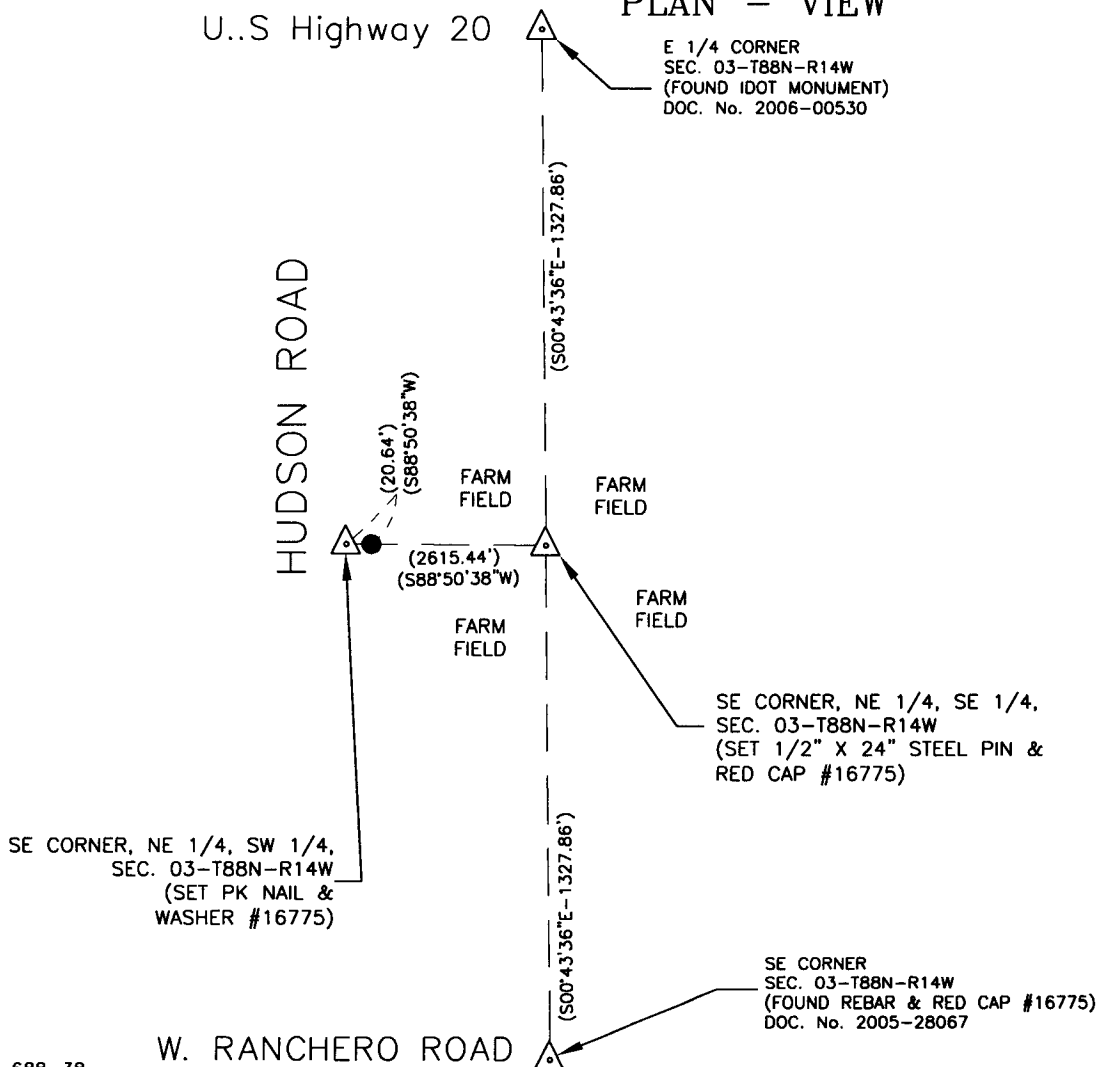 PLAN - VIEW
U..S Highway 20
E 1/4 CORNER
SEC. 03-T88N-R14W
(FOUND IDOT MONUMENT)
DOC. No. 2006-00530
(S00°43'36"E-1327.86')
HUDSON ROAD
(20.64')
(S88°50'38"W)
FARM
FIELD
FARM
FIELD
(2615.44')
(S88°50'38"W)
FARM
FIELD
FARM
FIELD
SE CORNER, NE 1/4, SE 1/4,
SEC. 03-T88N-R14W
(SET 1/2" X 24" STEEL PIN &
RED CAP #16775)
SE CORNER, NE 1/4, SW 1/4,
SEC. 03-T88N-R14W
(SET PK NAIL &
WASHER #16775)
(S00°43'36"E-1327.86')
SE CORNER
SEC. 03-T88N-R14W
(FOUND REBAR & RED CAP #16775)
DOC. No. 2005-28067
W. RANCHERO ROAD